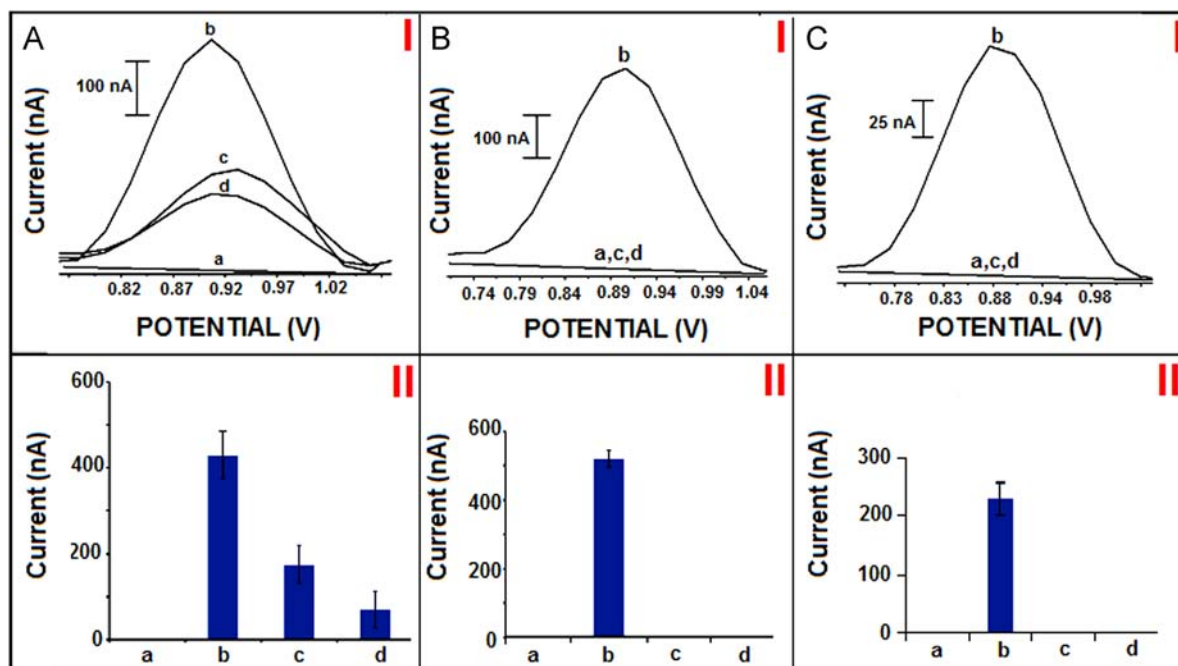 A
I
b
100 nA
c
d
a
Current (nA)
0.82 0.87 0.92 0.97 1.02
POTENTIAL (V)
B
I
b
100 nA
a,c,d
Current (nA)
0.74 0.79 0.84 0.89 0.94 0.99 1.04
POTENTIAL (V)
C
I
b
25 nA
a,c,d
Current (nA)
0.78 0.83 0.88 0.94 0.98
POTENTIAL (V)
II
600
400
200
0
Current (nA)
a b c d
II
600
400
200
0
Current (nA)
a b c d
II
300
200
100
0
Current (nA)
a b c d